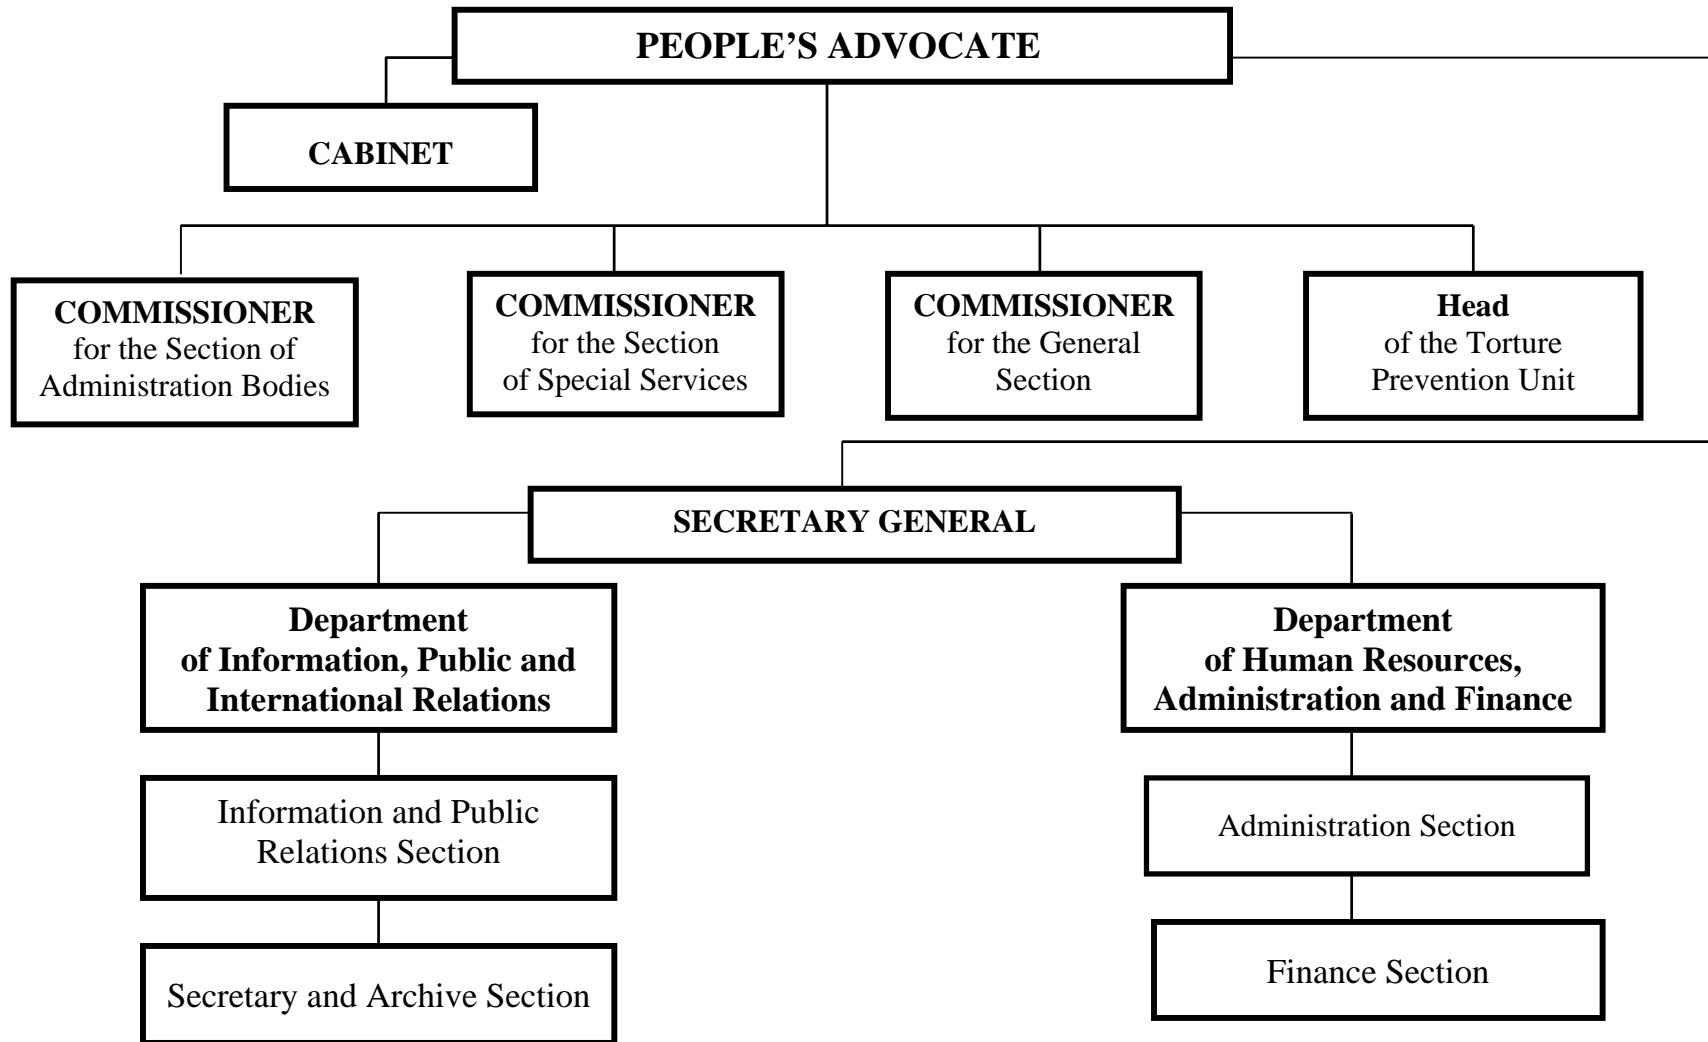 PEOPLE’S ADVOCATE
CABINET
COMMISSIONER
for the Section of
Administration Bodies
COMMISSIONER
for the Section
of Special Services
COMMISSIONER
for the General
Section
Head
of the Torture
Prevention Unit
SECRETARY GENERAL
Department
of Information, Public and
International Relations
Department
of Human Resources,
Administration and Finance
Information and Public
Relations Section
Administration Section
Secretary and Archive Section
Finance Section